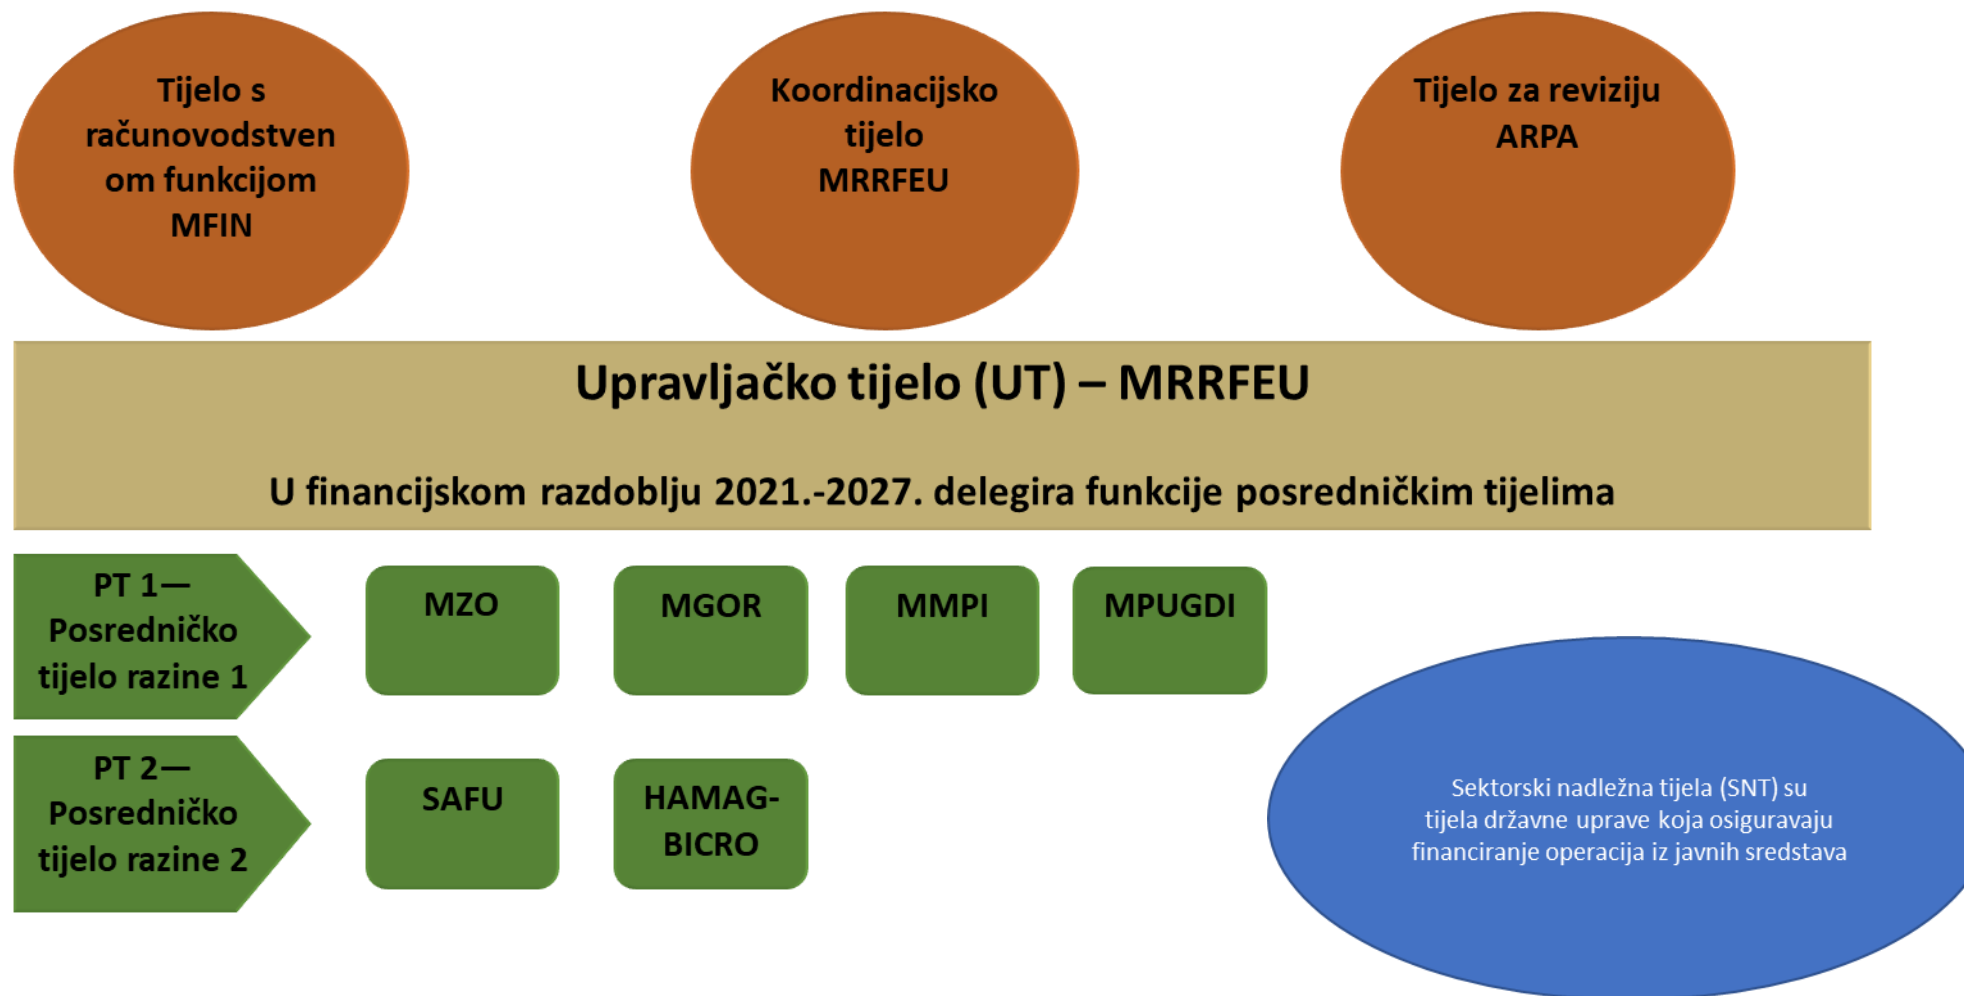 Tijelo s
računovodstven
om funkcijom
MFIN
Koordinacijsko
tijelo
MRRFEU
Tijelo za reviziju
ARPA
Upravljačko tijelo (UT) – MRRFEU
U financijskom razdoblju 2021.-2027. delegira funkcije posredničkim tijelima
PT 1—
Posredničko
tijelo razine 1
MZO
MGOR
MMPI
MPUGDI
PT 2—
Posredničko
tijelo razine 2
SAFU
HAMAG-
BICRO
Sektorski nadležna tijela (SNT) su
tijela državne uprave koja osiguravaju
financiranje operacija iz javnih sredstava